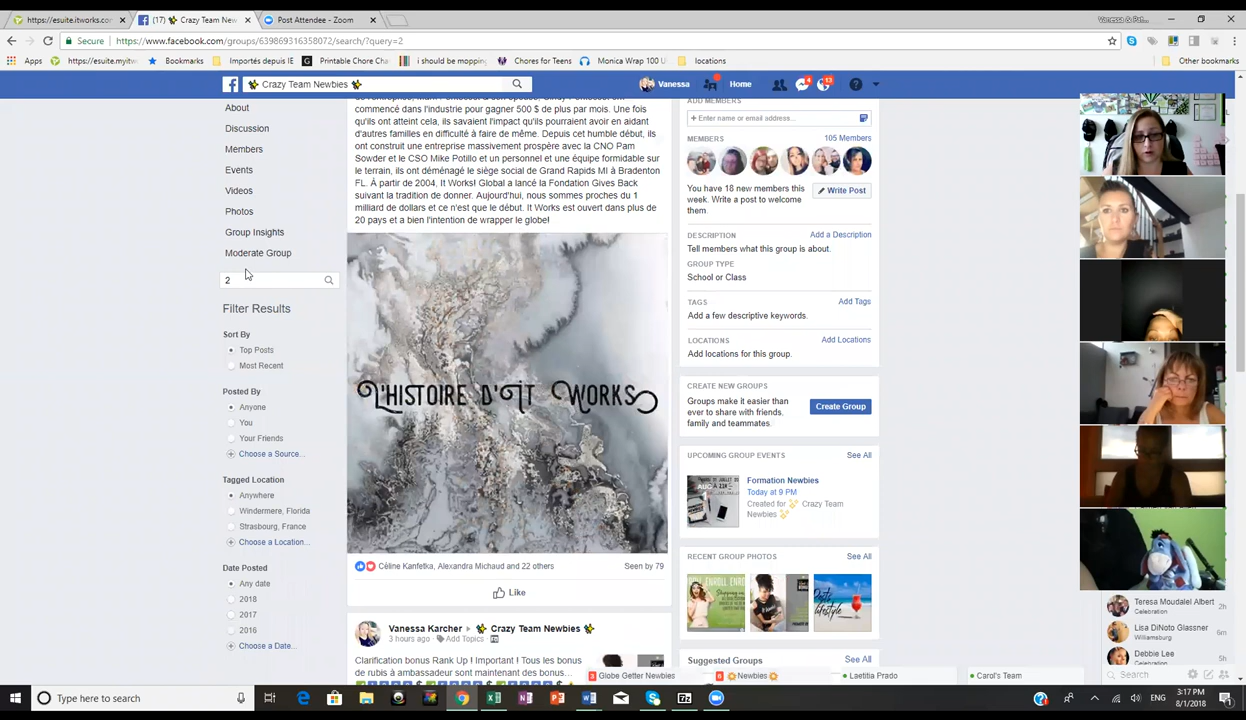 https://esuite.itworks.co
(17) Crazy Team New
Post Attendee - Zoom
Vanessa & Pet...
Secure
https://www.facebook.com/groups/639869316358072/search/?query=2
Apps
https://esuite.myitw
Bookmarks
Importés depuis IE
Printable Chore Cha
i should be mopping
Chores for Teens
Monica Wrap 100 U
locations
Other bookmarks
Crazy Team Newbies
Vanessa
Home
4
13
About
Discussion
Members
Events
Videos
Photos
Group Insights
Moderate Group
2
Filter Results
Sort By
Top Posts
Most Recent
Posted By
Anyone
You
Your Friends
Choose a Source...
Tagged Location
Anywhere
Windermere, Florida
Strasbourg, France
Choose a Location...
Date Posted
Any date
2018
2017
2016
Choose a Date...
commencé dans l'industrie pour gagner 500 $ de plus par mois. Une fois
qu'ils ont atteint cela, ils savaient l'impact qu'ils pourraient avoir en aidant
d'autres familles en difficulté à faire de même. Depuis cet humble début, ils
ont construit une entreprise massivement prospère avec la CNO Pam
Sowder et le CSO Mike Potillo et un personnel et une équipe formidable sur
le terrain, ils ont déménagé le siège social de Grand Rapids MI à Bradenton
FL. À partir de 2004, It Works! Global a lancé la Fondation Gives Back
suivant la tradition de donner. Aujourd'hui, nous sommes proches du 1
milliard de dollars et ce n'est que le début. It Works est ouvert dans plus de
20 pays et a bien l'intention de wrapper le globe!
L'HISTOIRE D'IT WORKS
Céline Kanfetka, Alexandra Michaud and 22 others
Seen by 79
Like
Vanessa Karcher
Crazy Team Newbies
3 hours ago
Add Topics
Clarification bonus Rank Up ! Important ! Tous les bonus
de rubis à ambassadeur sont maintenant des bonus...
ADD MEMBERS
Enter name or email address...
MEMBERS
105 Members
You have 18 new members this
week. Write a post to welcome
them.
Write Post
DESCRIPTION
Add a Description
Tell members what this group is about.
GROUP TYPE
School or Class
TAGS
Add Tags
Add a few descriptive keywords.
LOCATIONS
Add Locations
Add locations for this group.
CREATE NEW GROUPS
Groups make it easier than
ever to share with friends,
family and teammates.
Create Group
UPCOMING GROUP EVENTS
See All
Formation Newbies
Today at 9 PM
Created for Crazy Team
Newbies
RECENT GROUP PHOTOS
See All
Suggested Groups
See All
3 Globe Getter Newbies
8 Newbies
Laetitia Prado
Carol's Team
Teresa Moudalel Albert
Celebration
2h
Lisa DiNoto Glassner
Williamsburg
6m
Debbie Lee
Celebration
5h
Search
Type here to search
ENG
3:17 PM
8/1/2018